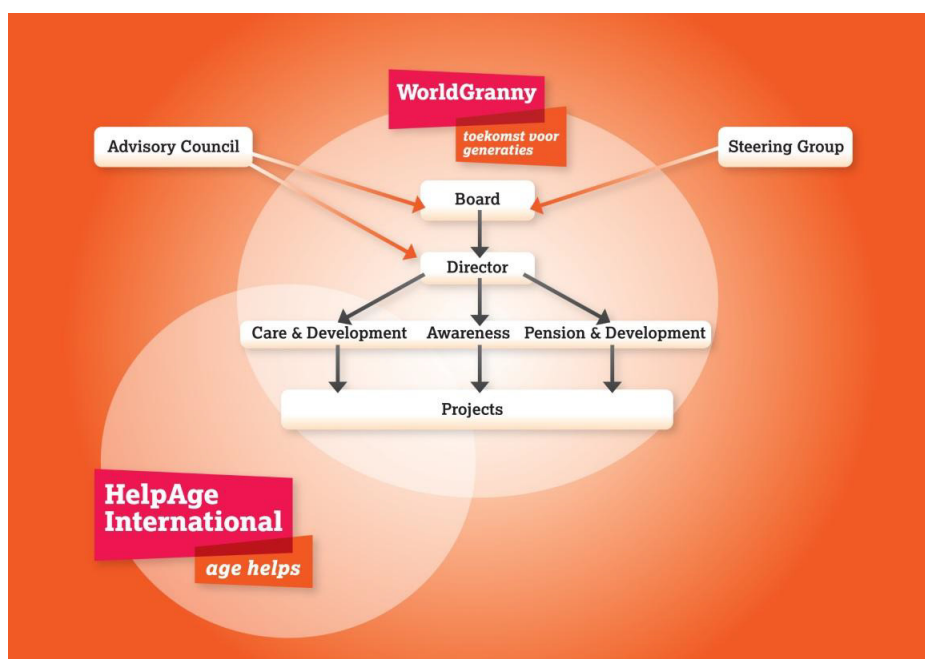 WorldGranny
toekomst voor
generaties
Advisory Council
Steering Group
Board
Director
Care & Development
Awareness
Pension & Development
Projects
HelpAge
International
age helps